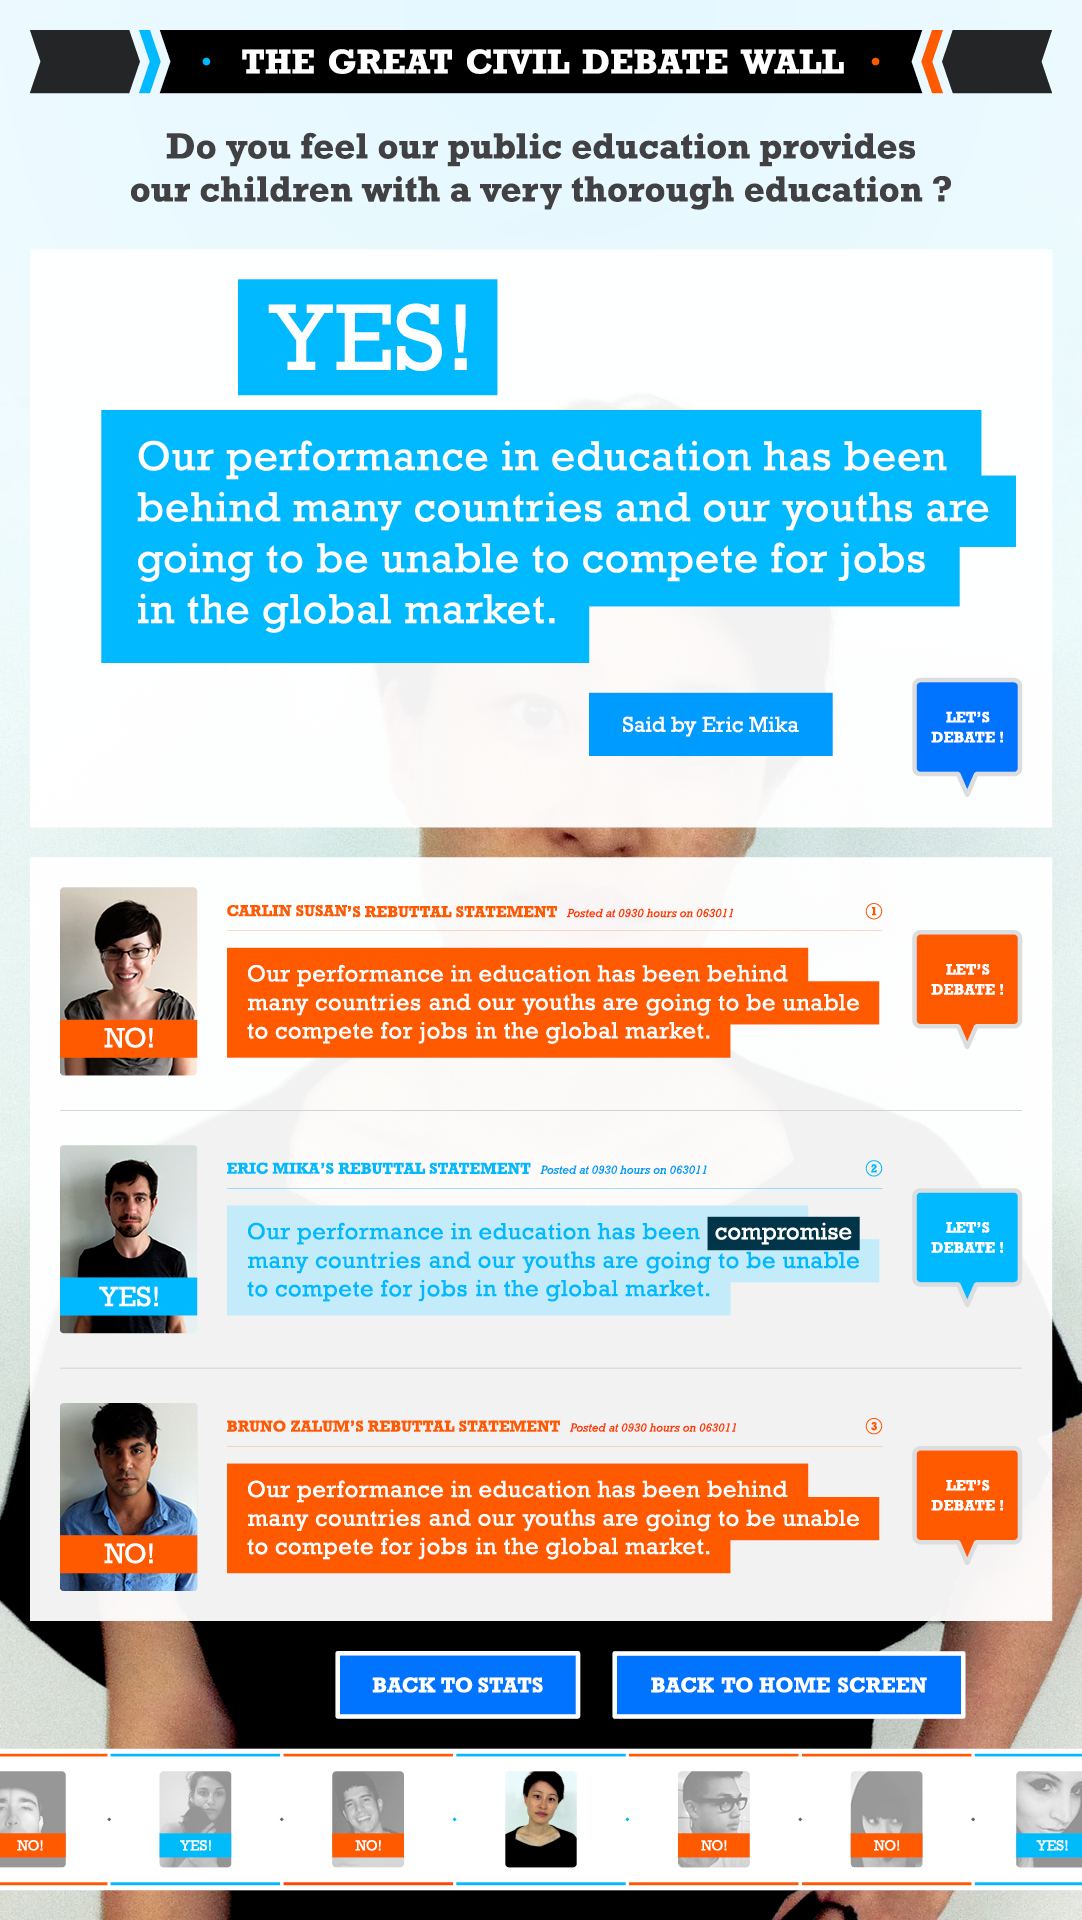 THE GREAT CIVIL DEBATE WALL
Do you feel our public education provides
our children with a very thorough education ?
YES!
Our performance in education has been
behind many countries and our youths are
going to be unable to compete for jobs
in the global market.
Said by Eric Mika
LET'S
DEBATE !
CARLIN SUSAN'S REBUTTAL STATEMENT Posted at 0930 hours on 063011 1
Our performance in education has been behind
many countries and our youths are going to be unable
to compete for jobs in the global market.
NO!
LET'S
DEBATE !
ERIC MIKA'S REBUTTAL STATEMENT Posted at 0930 hours on 063011 2
Our performance in education has been compromise
many countries and our youths are going to be unable
to compete for jobs in the global market.
YES!
LET'S
DEBATE !
BRUNO ZALUM'S REBUTTAL STATEMENT Posted at 0930 hours on 063011 3
Our performance in education has been behind
many countries and our youths are going to be unable
to compete for jobs in the global market.
NO!
LET'S
DEBATE !
BACK TO STATS
BACK TO HOME SCREEN
NO!
YES!
NO!
NO!
NO!
YES!